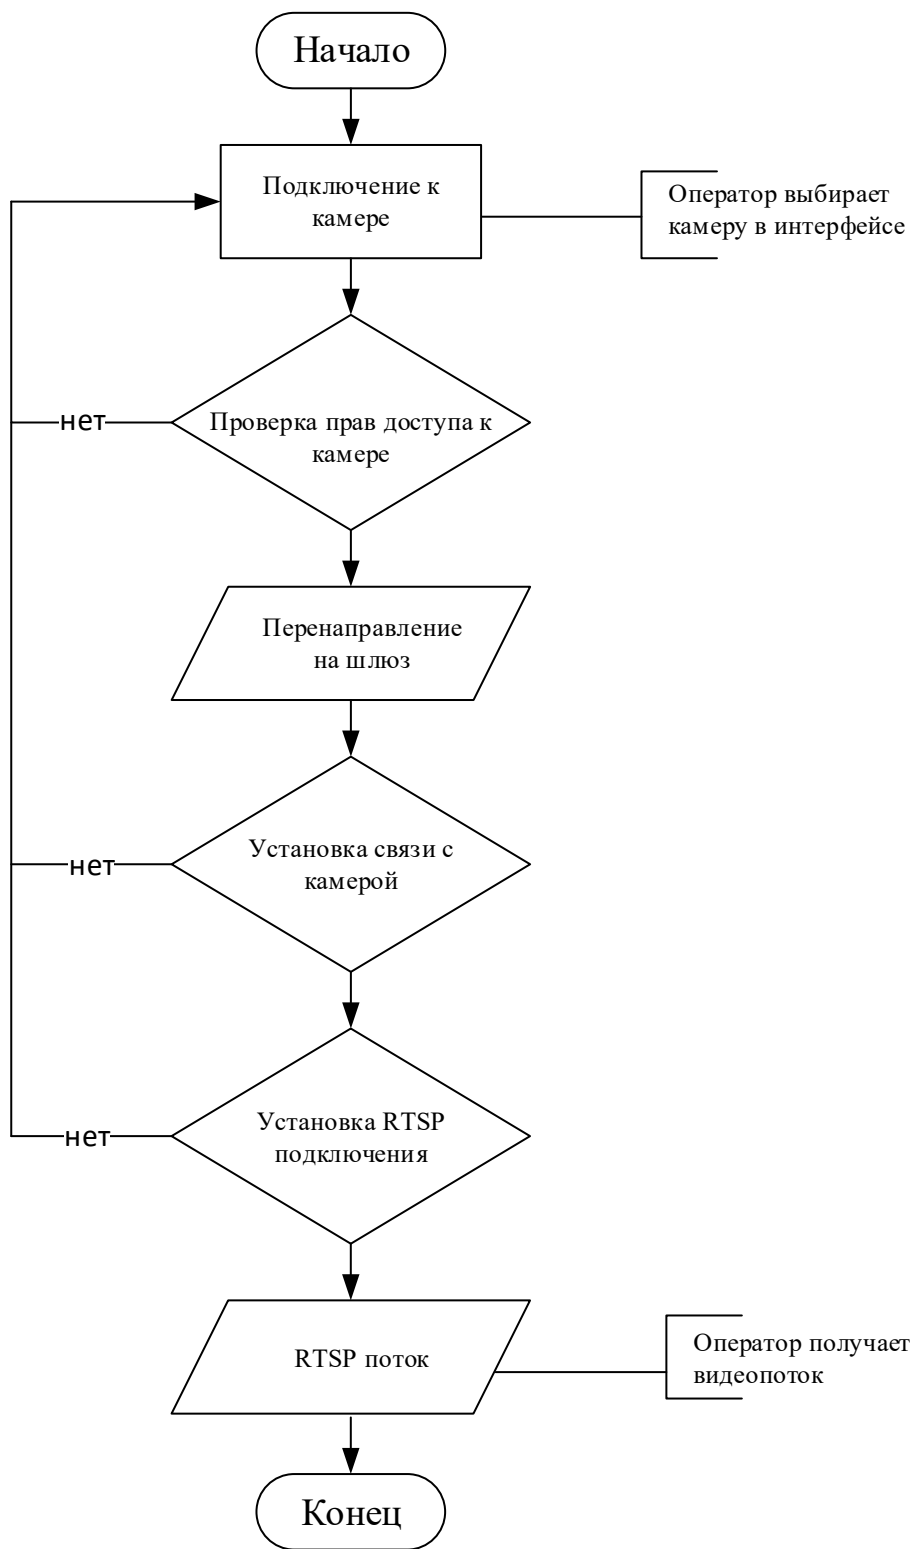 Начало
Подключение к
камере
Оператор выбирает
камеру в интерфейсе
нет
Проверка прав доступа к
камере
Перенаправление
на шлюз
нет
Установка связи с
камерой
нет
Установка RTSP
подключения
RTSP поток
Оператор получает
видеопоток
Конец